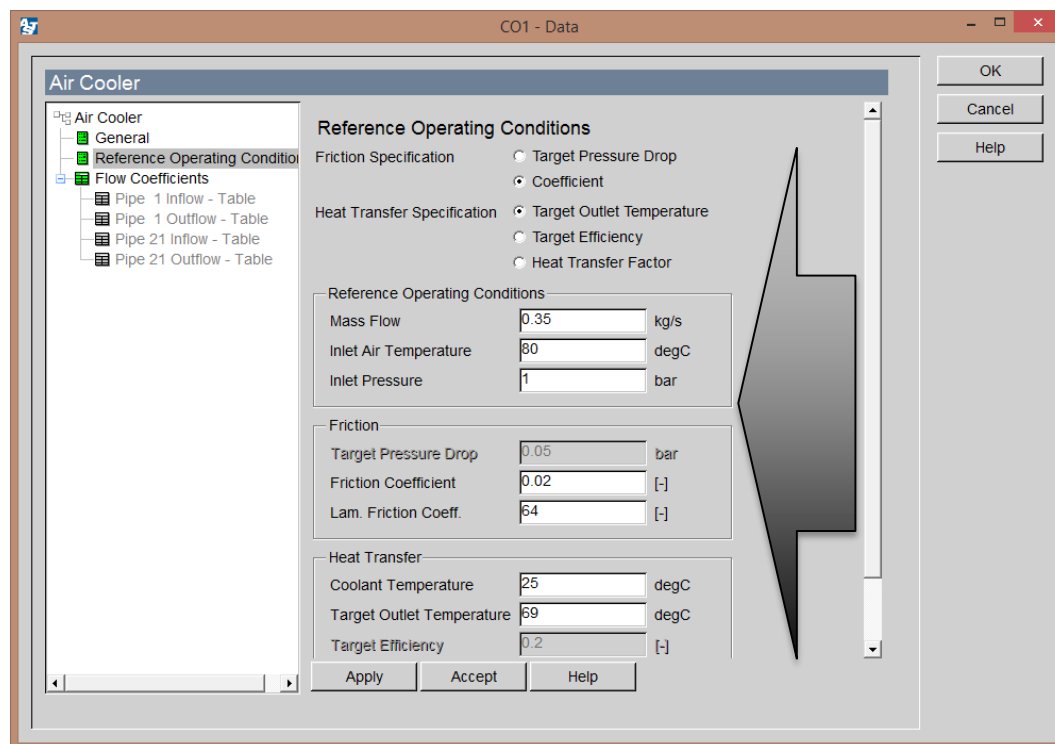 CO1 - Data
OK
Cancel
Help
Air Cooler
Air Cooler
General
Reference Operating Condition
Flow Coefficients
Pipe 1 Inflow - Table
Pipe 1 Outflow - Table
Pipe 21 Inflow - Table
Pipe 21 Outflow - Table
Reference Operating Conditions
Friction Specification Target Pressure Drop
Coefficient
Heat Transfer Specification Target Outlet Temperature
Target Efficiency
Heat Transfer Factor
Reference Operating Conditions
Mass Flow 0.35 kg/s
Inlet Air Temperature 80 degC
Inlet Pressure 1 bar
Friction
Target Pressure Drop 0.05 bar
Friction Coefficient 0.02 [-]
Lam. Friction Coeff. 64 [-]
Heat Transfer
Coolant Temperature 25 degC
Target Outlet Temperature 69 degC
Target Efficiency 0.2 [-]
Apply Accept Help